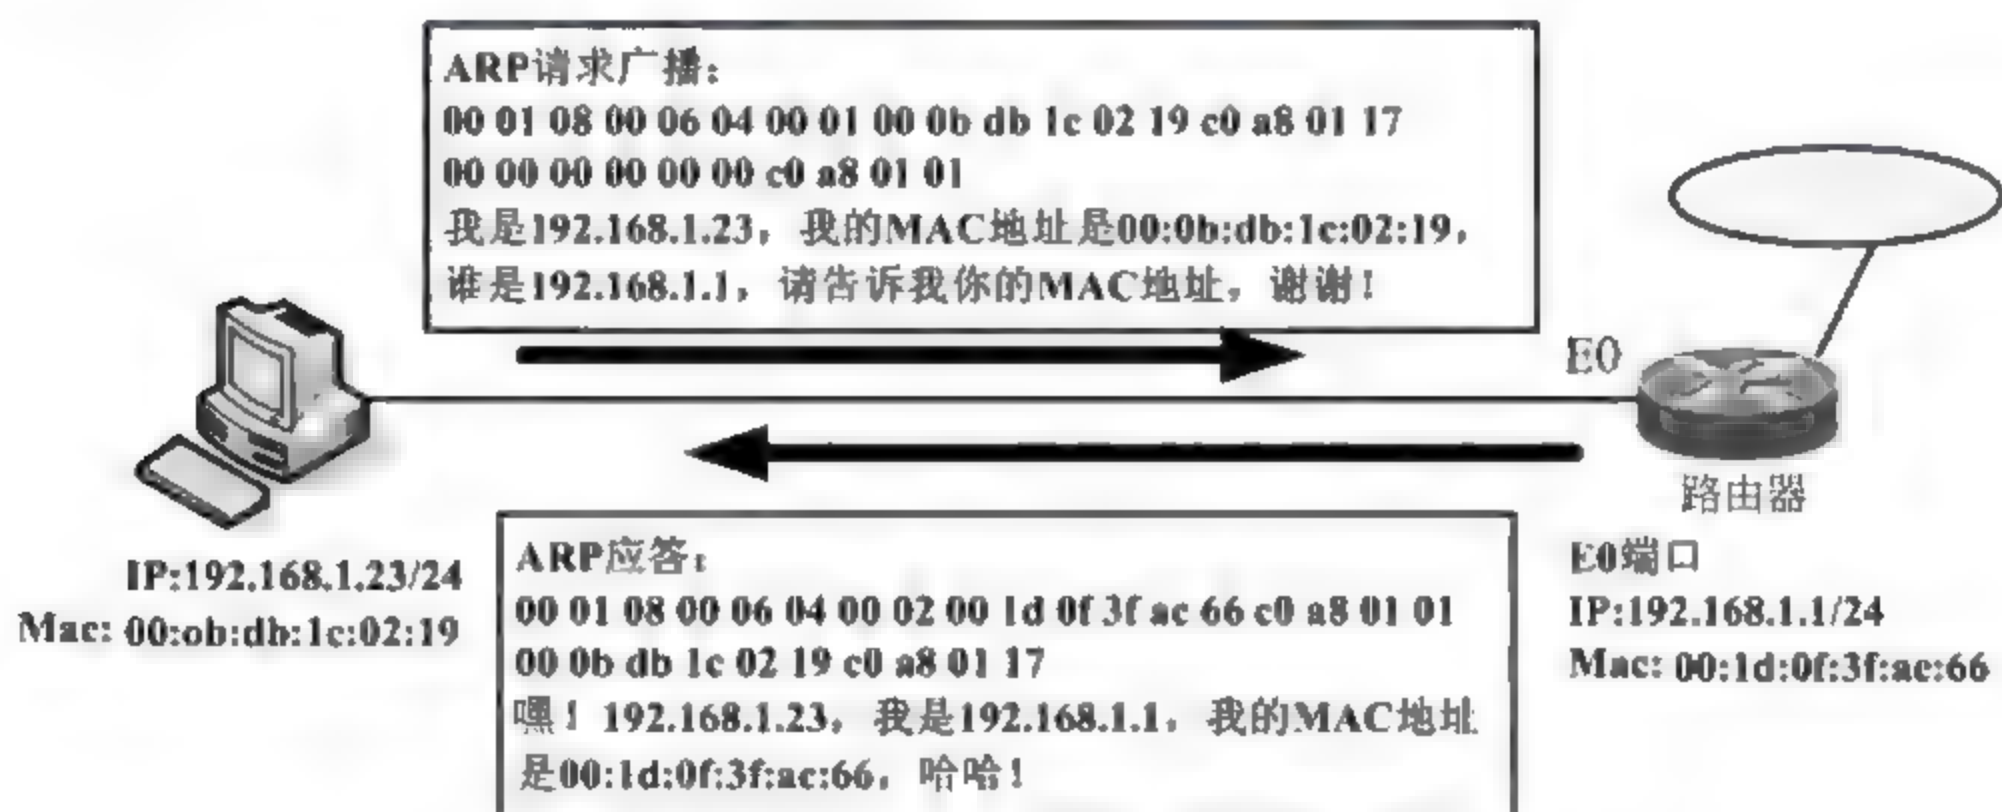 ARP请求广播：
00 01 08 00 06 04 00 01 00 0b db 1c 02 19 c0 a8 01 17
00 00 00 00 00 00 c0 a8 01 01
我是192.168.1.23，我的MAC地址是00:0b:db:1c:02:19，
谁是192.168.1.1，请告诉我你的MAC地址，谢谢！
E0
路由器
IP:192.168.1.23/24
Mac: 00:ob:db:1c:02:19
ARP应答：
00 01 08 00 06 04 00 02 00 1d 0f 3f ac 66 c0 a8 01 01
00 0b db 1c 02 19 c0 a8 01 17
嘿！192.168.1.23，我是192.168.1.1，我的MAC地址
是00:1d:0f:3f:ac:66，哈哈！
E0端口
IP:192.168.1.1/24
Mac: 00:1d:0f:3f:ac:66